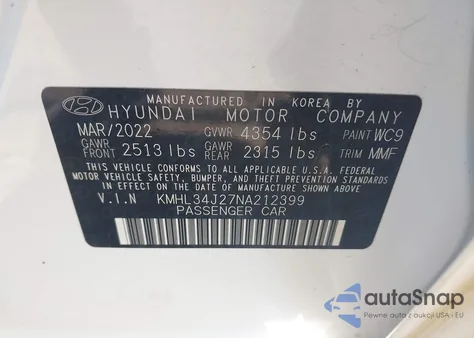 MANUFACTURED IN KOREA BY
HYUNDAI MOTOR COMPANY
MAR/2022 GVWR 4354 lbs PAINT WC9
GAWR FRONT 2513 lbs GAWR REAR 2315 lbs TRIM MMF
THIS VEHICLE CONFORMS TO ALL APPLICABLE U.S.A. FEDERAL
MOTOR VEHICLE SAFETY, BUMPER, AND THEFT PREVENTION STANDARDS
IN EFFECT ON THE DATE OF MANUFACTURE SHOWN ABOVE.
V.I.N KMHL34J27NA212399
PASSENGER CAR
autoSnap
Pewne auto z aukcji USA i EU